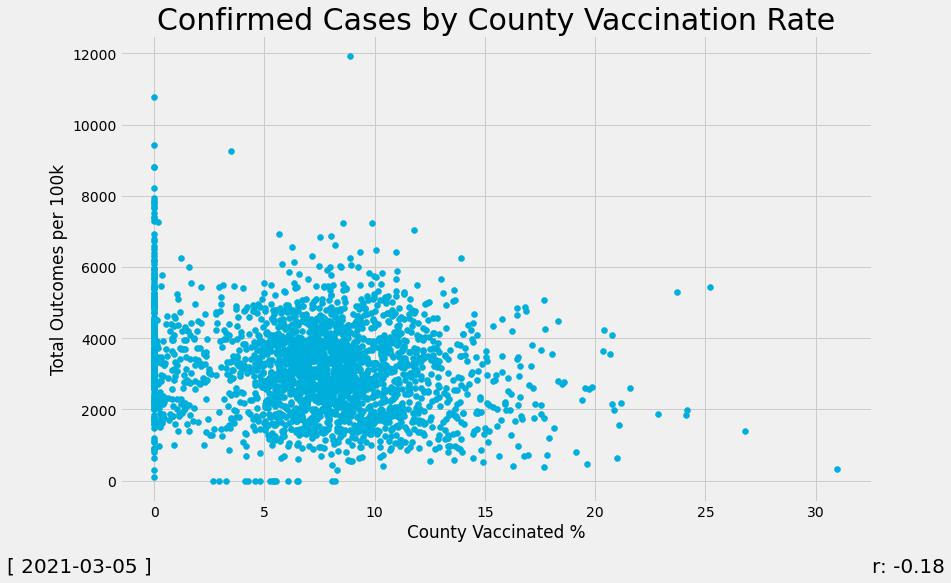 Confirmed Cases by County Vaccination Rate
12000
10000
8000
6000
4000
2000
0
Total Outcomes per 100k
0 5 10 15 20 25 30
County Vaccinated %
[ 2021-03-05 ] r: -0.18